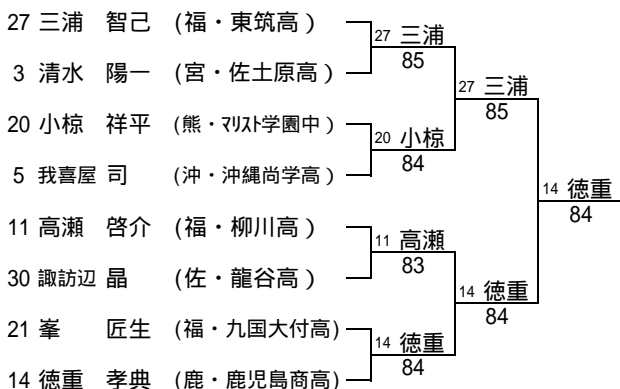 27 三浦 智己 (福・東筑高)
3 清水 陽一 (宮・佐土原高)
20 小椋 祥平 (熊・マリスト学園中)
5 我喜屋 司 (沖・沖縄尚学高)
11 高瀬 啓介 (福・柳川高)
30 諏訪辺 晶 (佐・龍谷高)
21 峯 匠生 (福・九国大付高)
14 徳重 孝典 (鹿・鹿児島商高)
27 三浦
85
20 小椋
84
11 高瀬
83
14 徳重
84
27 三浦
85
14 徳重
84
14 徳重
84